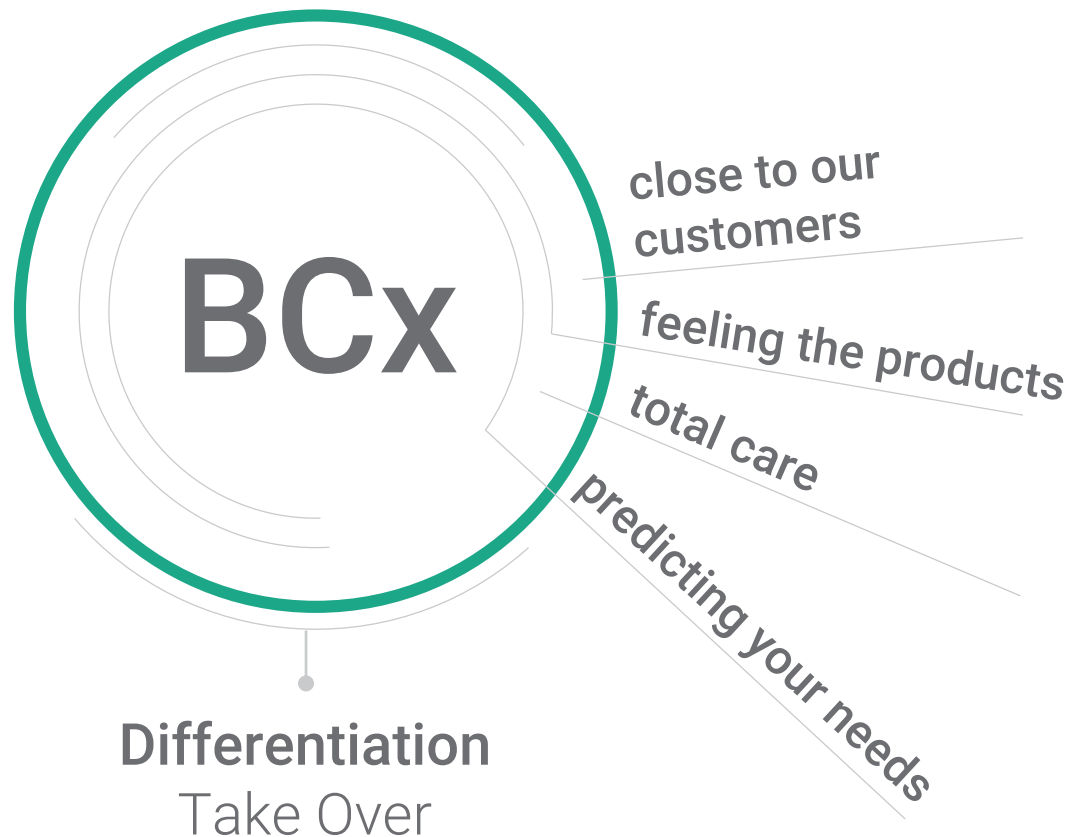 BCx
close to our
customers
feeling the products
total care
predicting your needs
Differentiation
Take Over